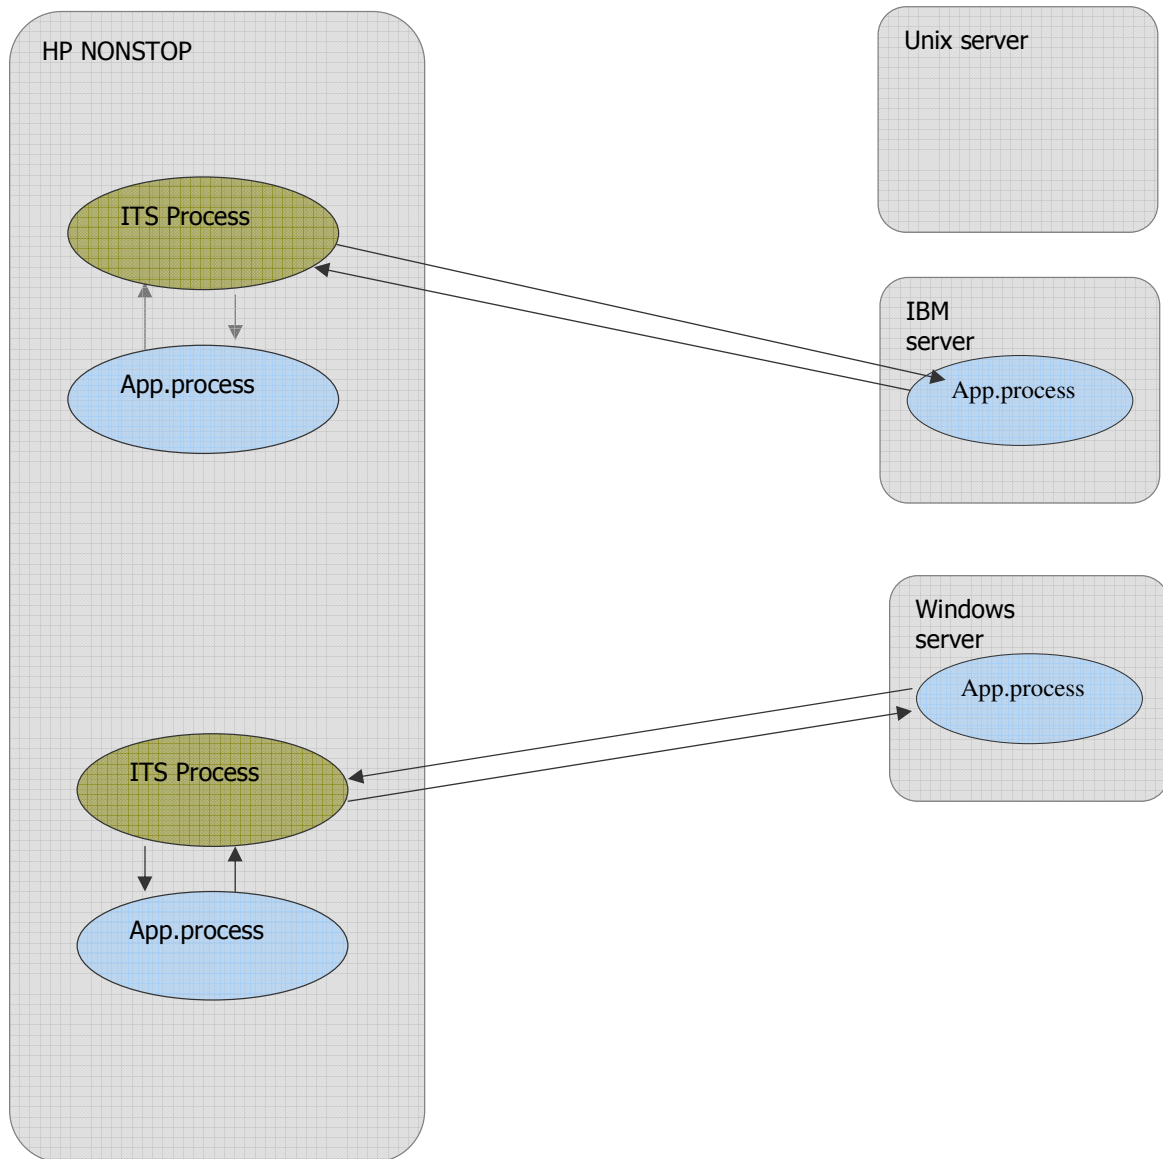 HP NONSTOP
ITS Process
App.process
ITS Process
App.process
Unix server
IBM
server
App.process
Windows
server
App.process